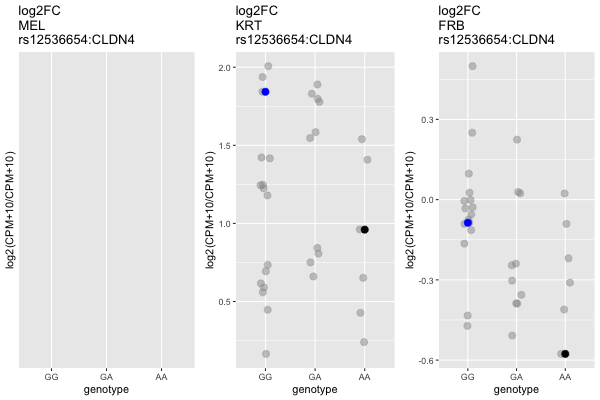 log2FC
MEL
rs12536654:CLDN4
log2(CPM+10/CPM+10)
GG GA AA
genotype
log2FC
KRT
rs12536654:CLDN4
log2(CPM+10/CPM+10)
2.0
1.5
1.0
0.5
GG GA AA
genotype
log2FC
FRB
rs12536654:CLDN4
log2(CPM+10/CPM+10)
0.3
0.0
-0.3
-0.6
GG GA AA
genotype